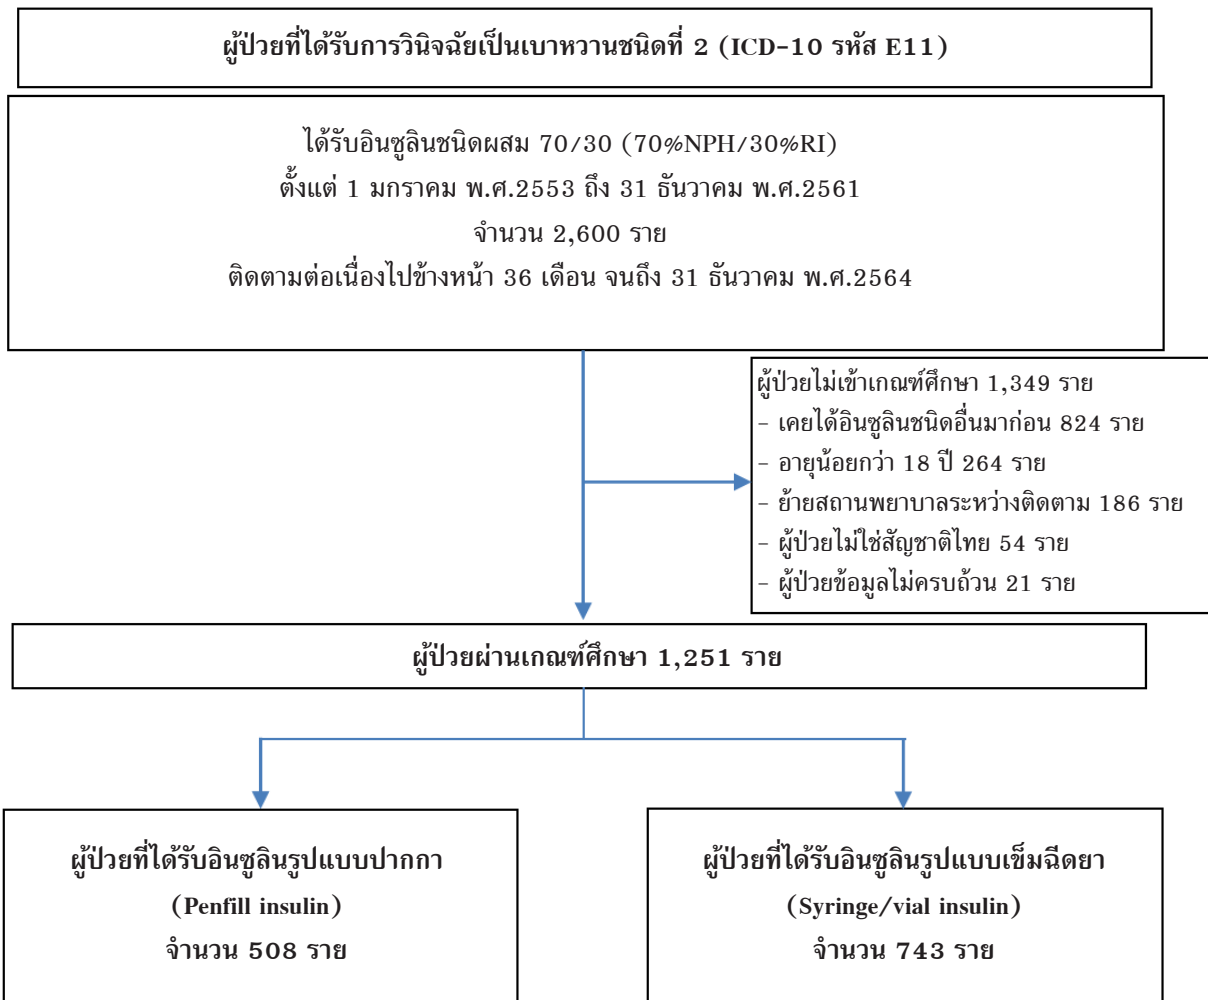 ผู้ป่วยที่ได้รับการวินิจฉัยเป็นเบาหวานชนิดที่ 2 (ICD-10 รหัส E11)
ได้รับอินซูลินชนิดผสม 70/30 (70%NPH/30%RI)
ตั้งแต่ 1 มกราคม พ.ศ.2553 ถึง 31 ธันวาคม พ.ศ.2561
จำนวน 2,600 ราย
ติดตามต่อเนื่องไปข้างหน้า 36 เดือน จนถึง 31 ธันวาคม พ.ศ.2564
ผู้ป่วยไม่เข้าเกณฑ์ศึกษา 1,349 ราย
- เคยได้อินซูลินชนิดอื่นมาก่อน 824 ราย
- อายุน้อยกว่า 18 ปี 264 ราย
- ย้ายสถานพยาบาลระหว่างติดตาม 186 ราย
- ผู้ป่วยไม่ใช่สัญชาติไทย 54 ราย
- ผู้ป่วยข้อมูลไม่ครบถ้วน 21 ราย
ผู้ป่วยผ่านเกณฑ์ศึกษา 1,251 ราย
ผู้ป่วยที่ได้รับอินซูลินรูปแบบปากกา
(Penfill insulin)
จำนวน 508 ราย
ผู้ป่วยที่ได้รับอินซูลินรูปแบบเข็มฉีดยา
(Syringe/vial insulin)
จำนวน 743 ราย